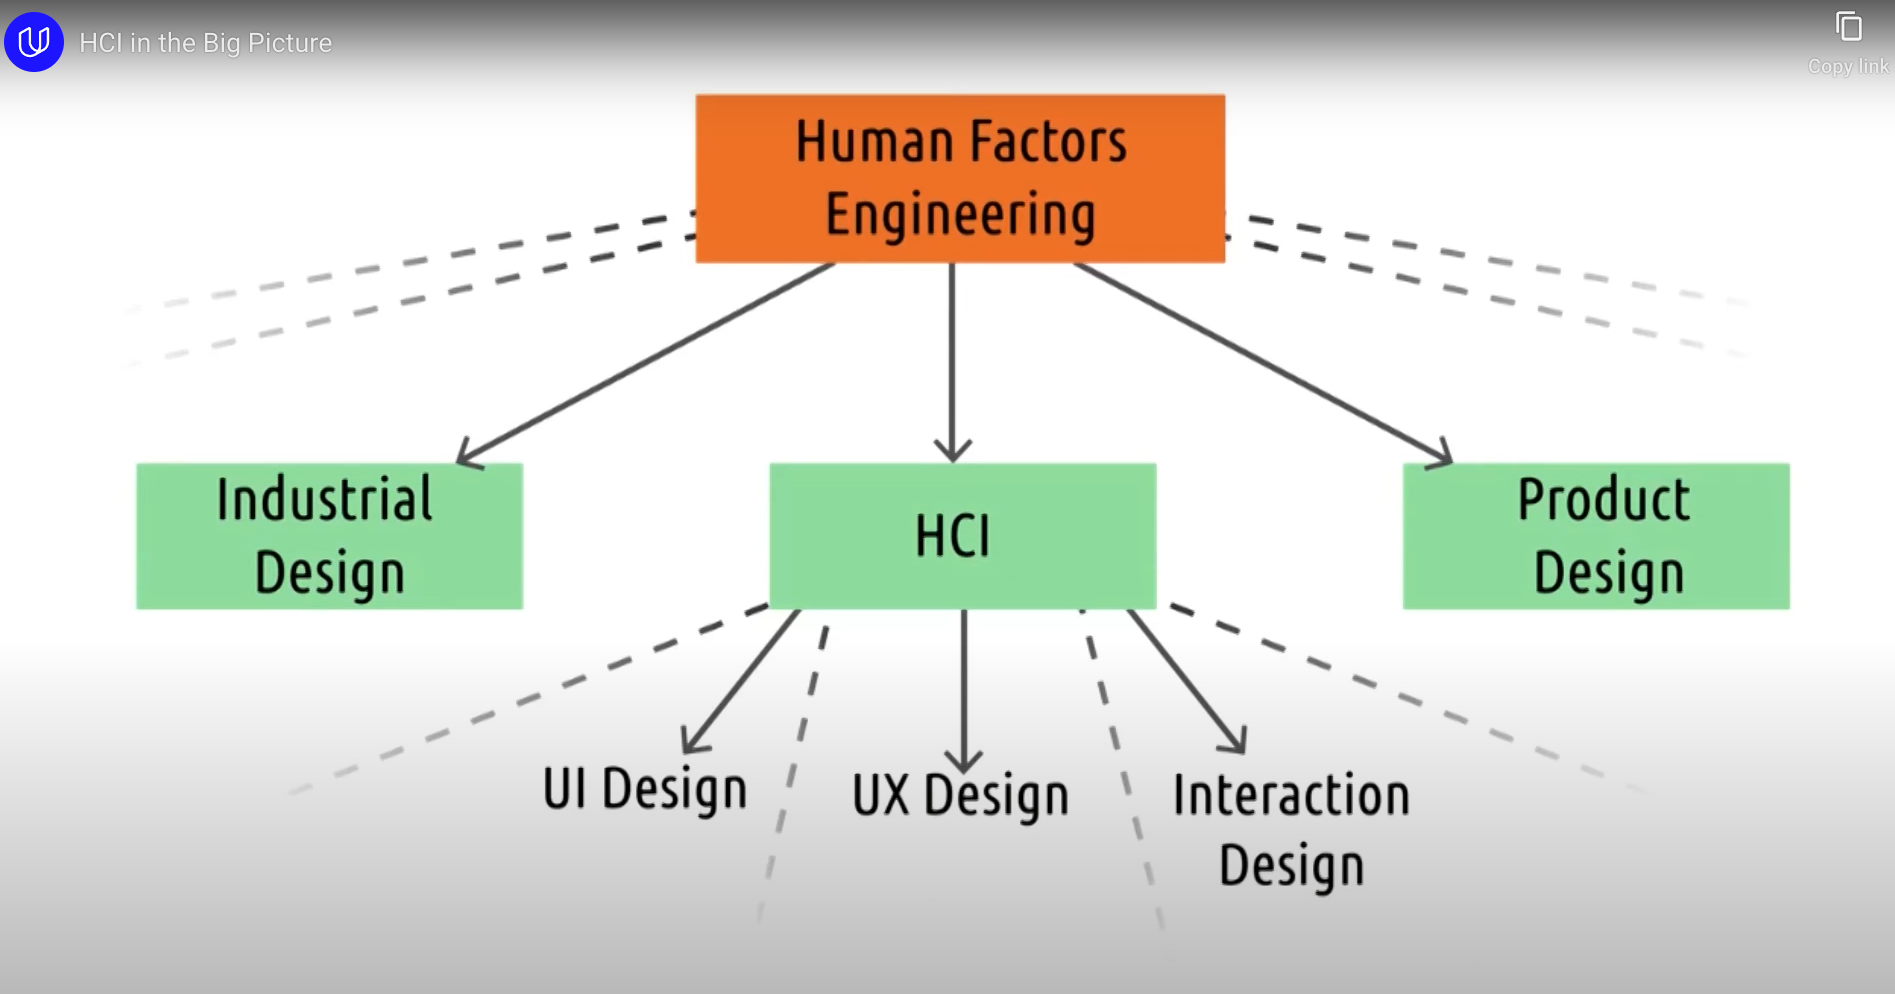 HCI in the Big Picture
Copy link
Human Factors
Engineering
Industrial
Design
HCI
Product
Design
UI Design
UX Design
Interaction
Design